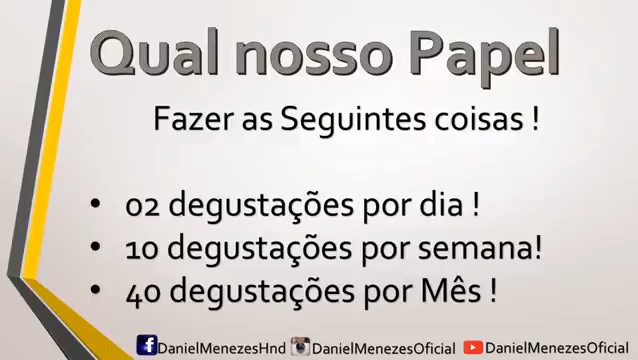 Qual nosso Papel
Fazer as Seguintes coisas !
• 02 degustações por dia !
• 10 degustações por semana!
• 40 degustações por Mês !
DanielMenezesHnd DanielMenezesOficial DanielMenezesOficial